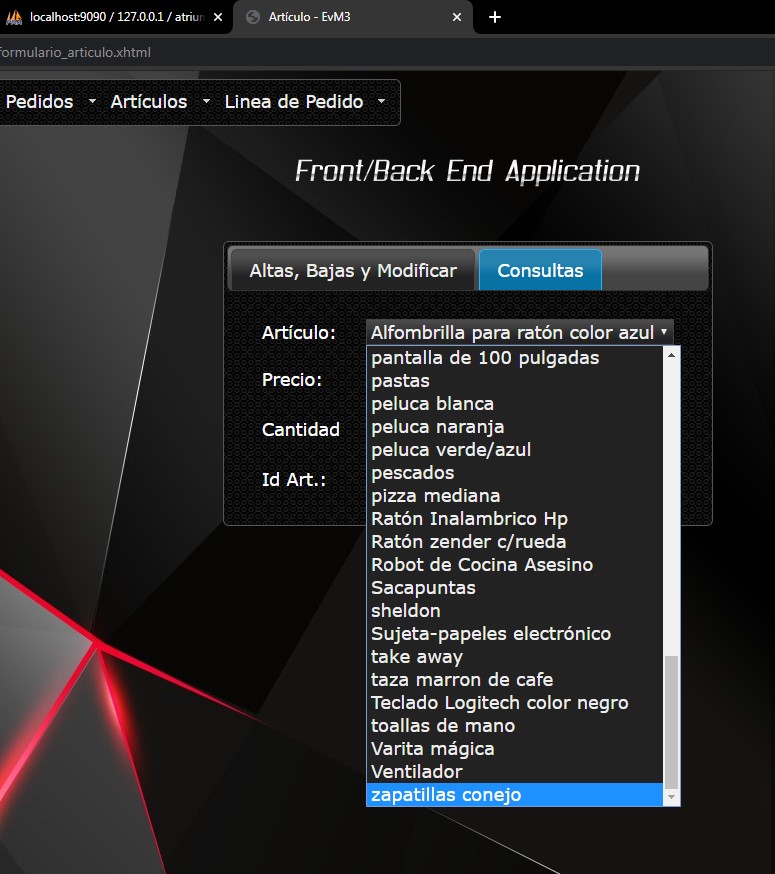 localhost:9090 / 127.0.0.1 / atrium
Artículo - EvM3
formulario_articulo.xhtml
Pedidos Artículos Linea de Pedido
Front/Back End Application
Altas, Bajas y Modificar Consultas
Artículo: Alfombrilla para ratón color azul
Precio:
Cantidad
Id Art.:
pantalla de 100 pulgadas
pastas
peluca blanca
peluca naranja
peluca verde/azul
pescados
pizza mediana
Ratón Inalambrico Hp
Ratón zender c/rueda
Robot de Cocina Asesino
Sacapuntas
sheldon
Sujeta-papeles electrónico
take away
taza marron de cafe
Teclado Logitech color negro
toallas de mano
Varita mágica
Ventilador
zapatillas conejo